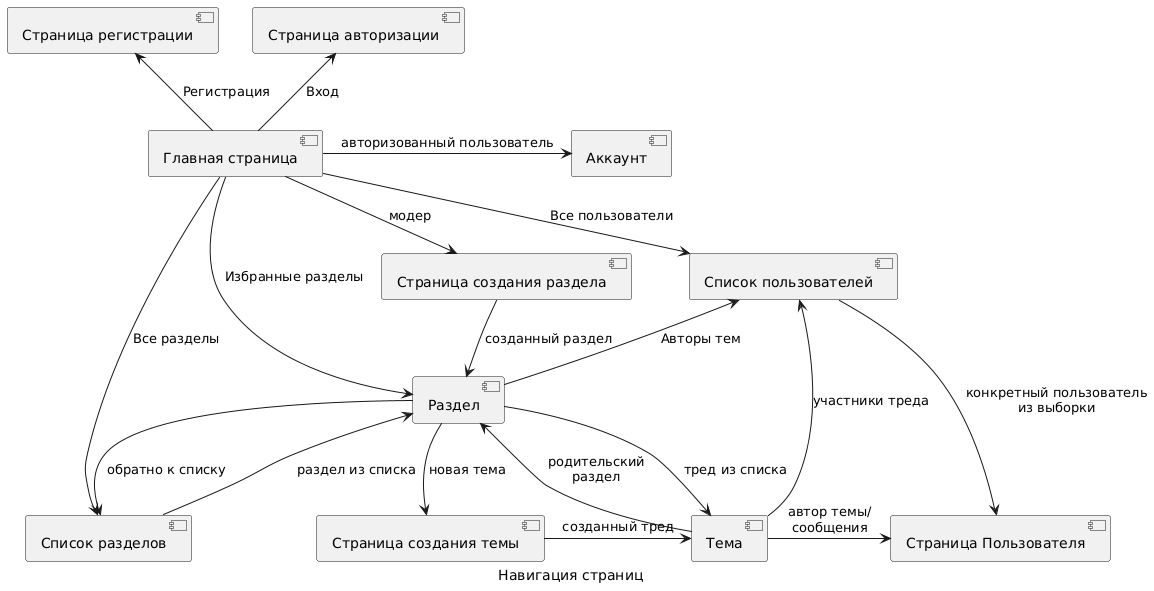 Страница регистрации
Страница авторизации
Регистрация
Вход
Главная страница
авторизованный пользователь
Аккаунт
модер
Все пользователи
Избранные разделы
Страница создания раздела
Список пользователей
Все разделы
созданный раздел
Авторы тем
конкретный пользователь
из выборки
участники треда
Раздел
обратно к списку
раздел из списка
новая тема
родительский
раздел
тред из списка
Список разделов
Страница создания темы
созданный тред
Тема
автор темы/
сообщения
Страница Пользователя
Навигация страниц